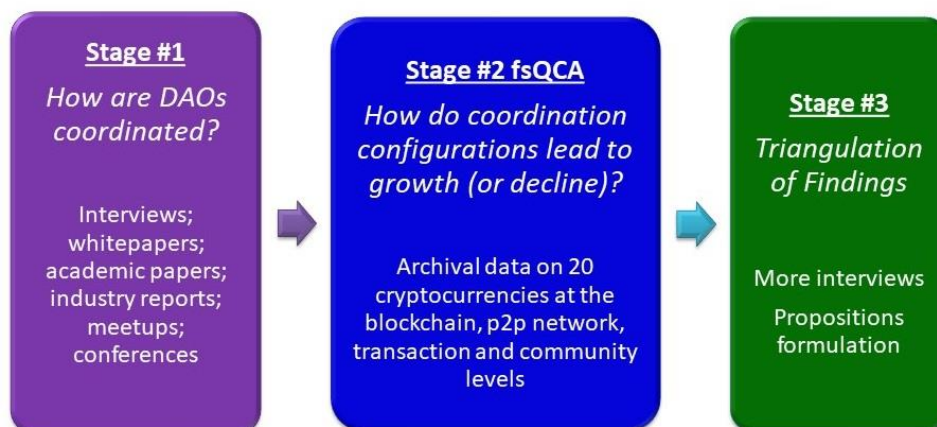 Stage #1
How are DAOs
coordinated?
Interviews;
whitepapers;
academic papers;
industry reports;
meetups;
conferences
Stage #2 fsQCA
How do coordination
configurations lead to
growth (or decline)?
Archival data on 20
cryptocurrencies at the
blockchain, p2p network,
transaction and community
levels
Stage #3
Triangulation
of Findings
More interviews
Propositions
formulation